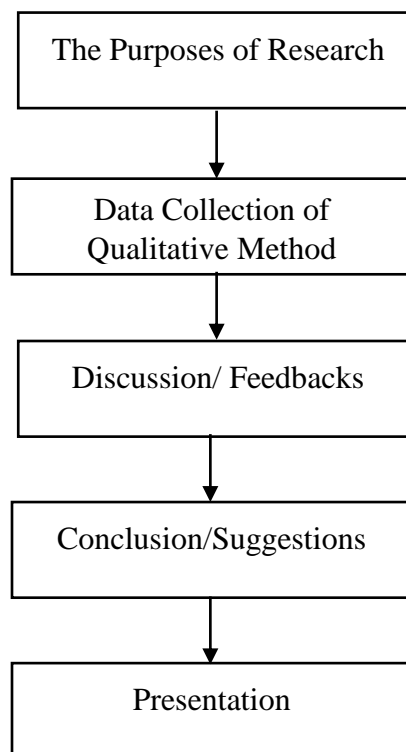 The Purposes of Research
Data Collection of
Qualitative Method
Discussion/ Feedbacks
Conclusion/Suggestions
Presentation